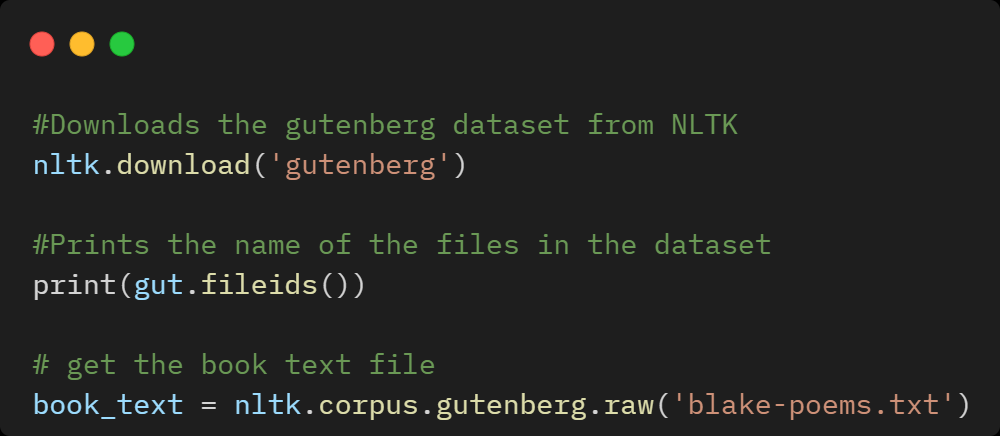 #Downloads the gutenberg dataset from NLTK
nltk.download('gutenberg')
#Prints the name of the files in the dataset
print(gut.fileids())
# get the book text file
book_text = nltk.corpus.gutenberg.raw('blake-poems.txt')